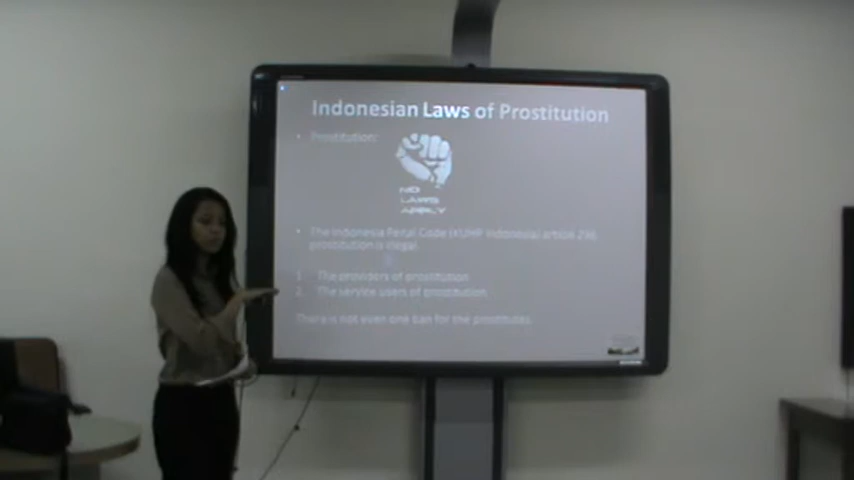 Indonesian Laws of Prostitution
• Prostitution:
NO
LAWS
APPLY
• The Indonesia Penal Code (KUHP Indonesia) article 296
prostitution is illegal
1. The providers of prostitution
2. The service users of prostitution
There is not even one ban for the prostitutes